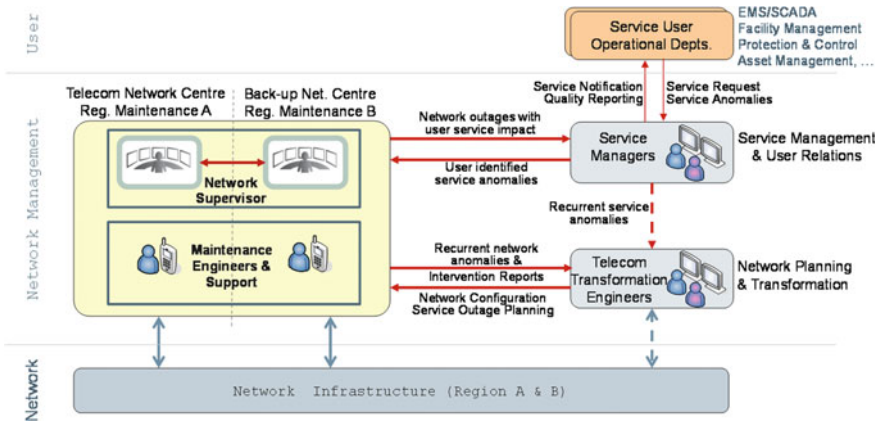 User
Service User
Operational Depts.
EMS/SCADA
Facility Management
Protection & Control
Asset Management, ...
Telecom Network Centre
Reg. Maintenance A
Back-up Net. Centre
Reg. Maintenance B
Service Notification
Quality Reporting
Service Request
Service Anomalies
Network Management
Network outages with
user service impact
Service
Managers
Service Management
& User Relations
User identified
service anomalies
Network
Supervisor
Recurrent service
anomalies
Maintenance
Engineers &
Support
Recurrent network
anomalies &
Intervention Reports
Telecom
Transformation
Engineers
Network Planning
& Transformation
Network Configuration
Service Outage Planning
Network
Network Infrastructure (Region A & B)